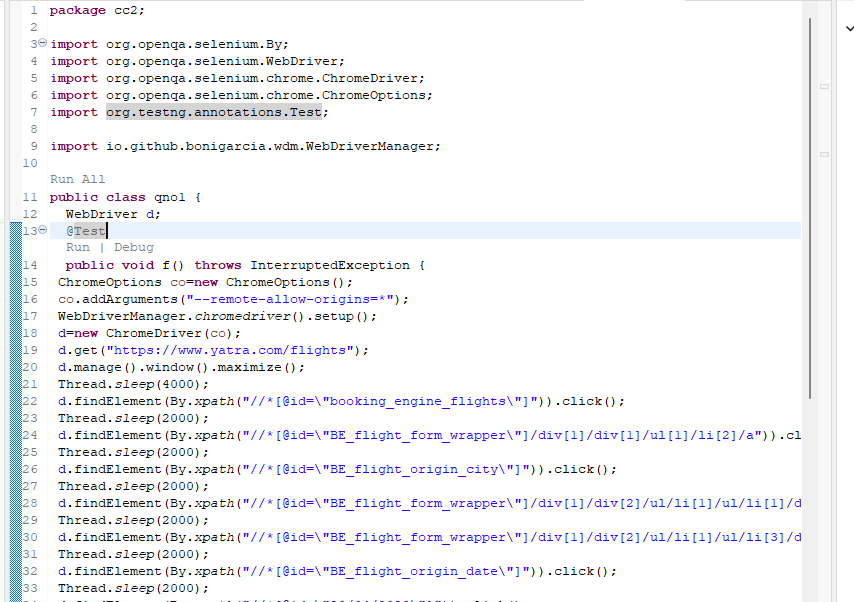 1 package cc2;
2
3 import org.openqa.selenium.By;
4 import org.openqa.selenium.WebDriver;
5 import org.openqa.selenium.chrome.ChromeDriver;
6 import org.openqa.selenium.chrome.ChromeOptions;
7 import org.testng.annotations.Test;
8
9 import io.github.bonigarcia.wdm.WebDriverManager;
10
Run All
11 public class qno1 {
12 WebDriver d;
13 @Test
Run | Debug
14 public void f() throws InterruptedException {
15 ChromeOptions co=new ChromeOptions();
16 co.addArguments("--remote-allow-origins=*");
17 WebDriverManager.chromedriver().setup();
18 d=new ChromeDriver(co);
19 d.get("https://www.yatra.com/flights");
20 d.manage().window().maximize();
21 Thread.sleep(4000);
22 d.findElement(By.xpath("//*[@id=\"booking_engine_flights\"]")).click();
23 Thread.sleep(2000);
24 d.findElement(By.xpath("//*[@id=\"BE_flight_form_wrapper\"]/div[1]/div[1]/ul[1]/li[2]/a")).cl
25 Thread.sleep(2000);
26 d.findElement(By.xpath("//*[@id=\"BE_flight_origin_city\"]")).click();
27 Thread.sleep(2000);
28 d.findElement(By.xpath("//*[@id=\"BE_flight_form_wrapper\"]/div[1]/div[2]/ul/li[1]/ul/li[1]/d
29 Thread.sleep(2000);
30 d.findElement(By.xpath("//*[@id=\"BE_flight_form_wrapper\"]/div[1]/div[2]/ul/li[1]/ul/li[3]/d
31 Thread.sleep(2000);
32 d.findElement(By.xpath("//*[@id=\"BE_flight_origin_date\"]")).click();
33 Thread.sleep(2000);